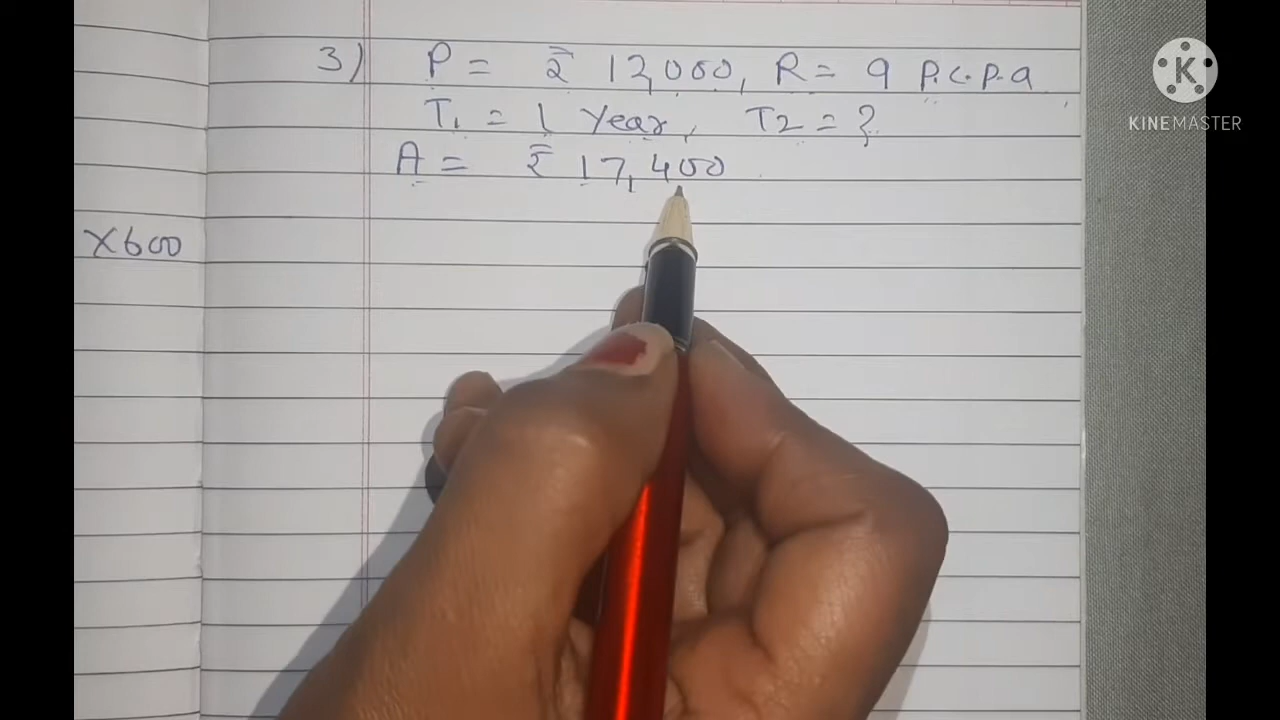 3) P = ₹ 12,000, R = 9 p.c.p.a
T1 = 1 Year, T2 = ?
A = ₹ 17,400
X600
K
KINEMASTER